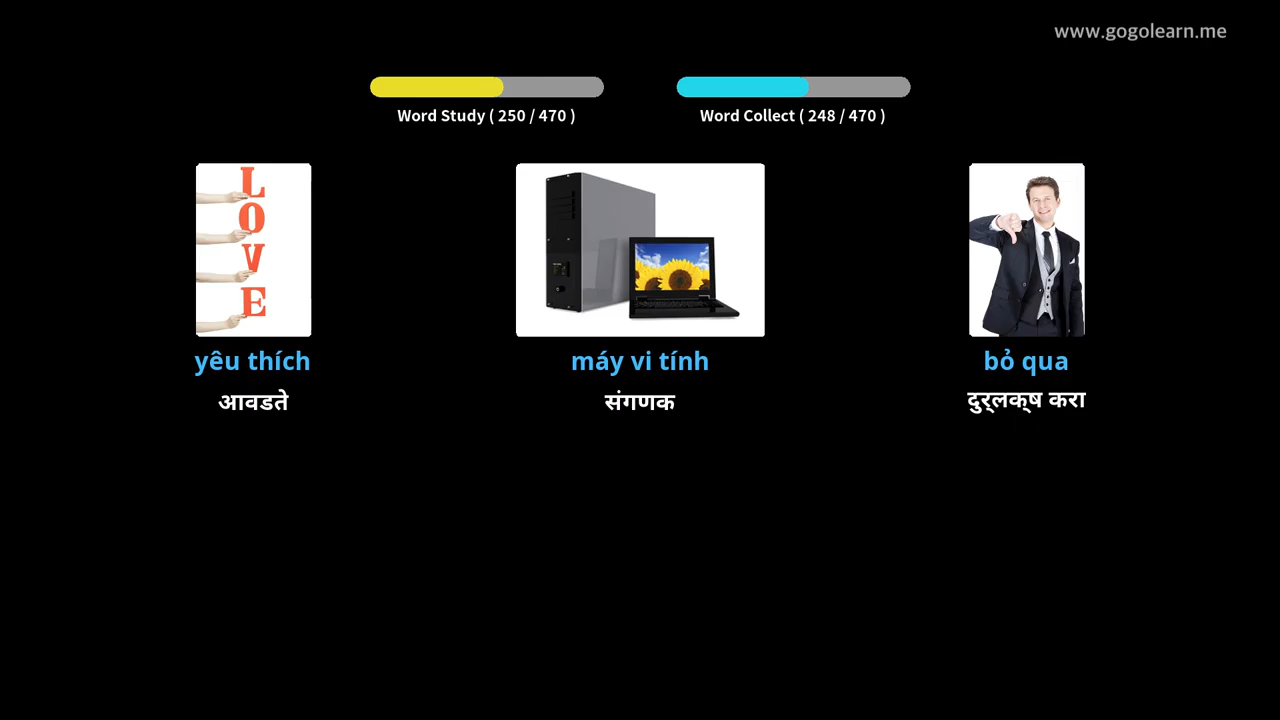 www.gogolearn.me
Word Study ( 250 / 470 )
Word Collect ( 248 / 470 )
L
O
V
E
yêu thích
máy vi tính
bỏ qua
आवडते
संगणक
दुर्लक्ष करा